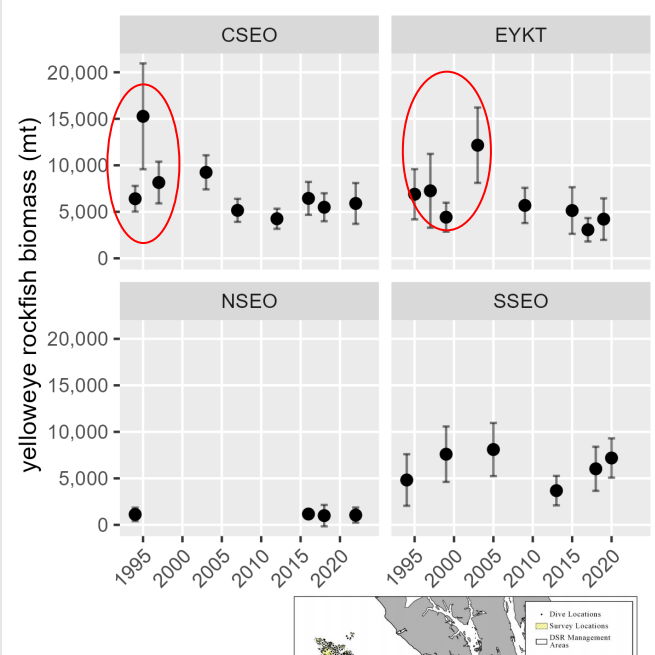 yelloweye rockfish biomass (mt)
CSEO
EYKT
20,000
15,000
10,000
5,000
0
NSEO
SSEO
20,000
15,000
10,000
5,000
0
1995 2000 2005 2010 2015 2020
1995 2000 2005 2010 2015 2020
Dive Locations
Survey Locations
DSR Management
Areas